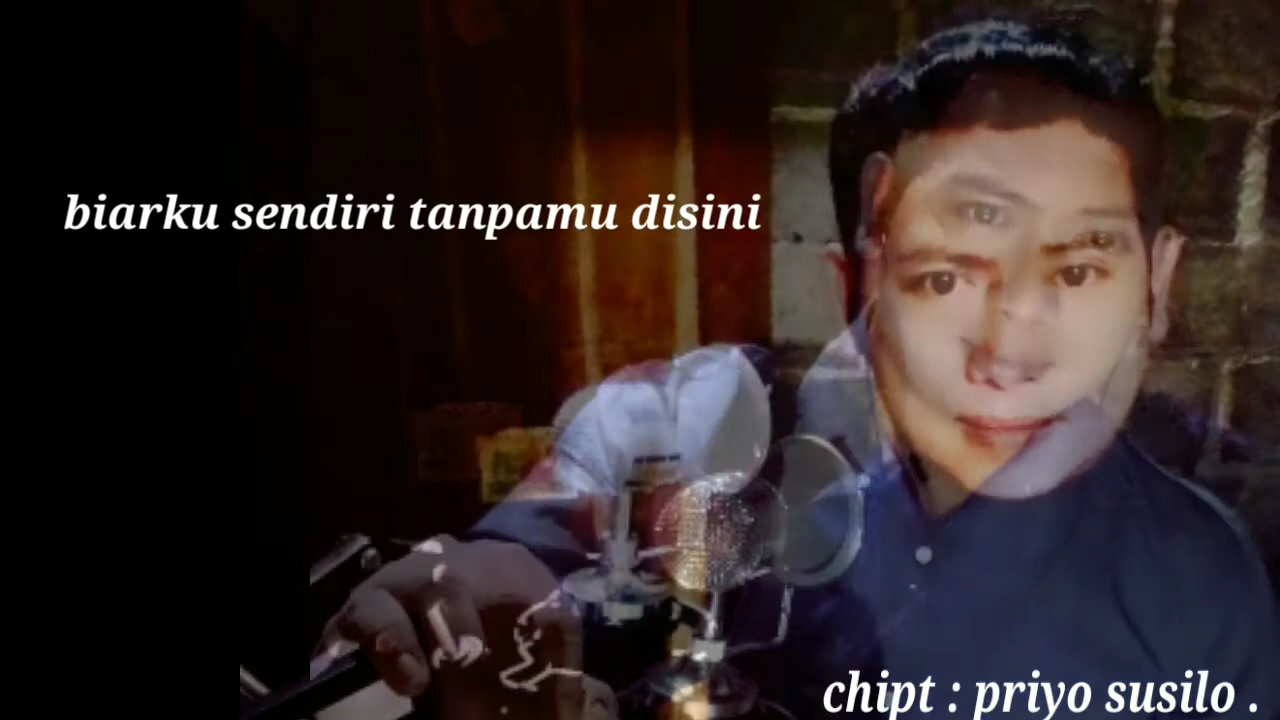 biarku sendiri tanpamu disini
chipt : priyo susilo .